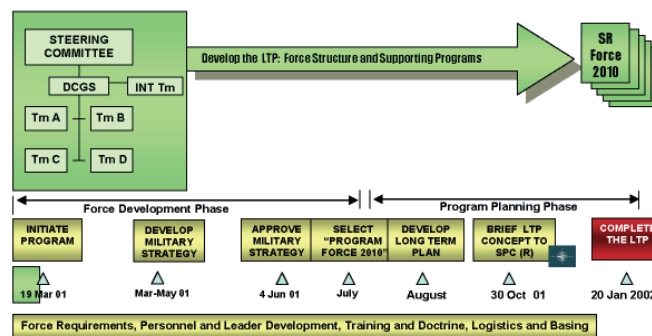 STEERING
COMMITTEE
DCGS
INT Tm
Tm A
Tm B
Tm C
Tm D
Develop the LTP: Force Structure and Supporting Programs
SR
Force
2010
Force Development Phase
Program Planning Phase
INITIATE
PROGRAM
DEVELOP
MILITARY
STRATEGY
APPROVE
MILITARY
STRATEGY
SELECT
“PROGRAM
FORCE 2010”
DEVELOP
LONG TERM
PLAN
BRIEF LTP
CONCEPT TO
SPC (R)
COMPLETE
THE LTP
19 Mar 01
Mar-May 01
4 Jun 01
July
August
30 Oct 01
20 Jan 2002
Force Requirements, Personnel and Leader Development, Training and Doctrine, Logistics and Basing